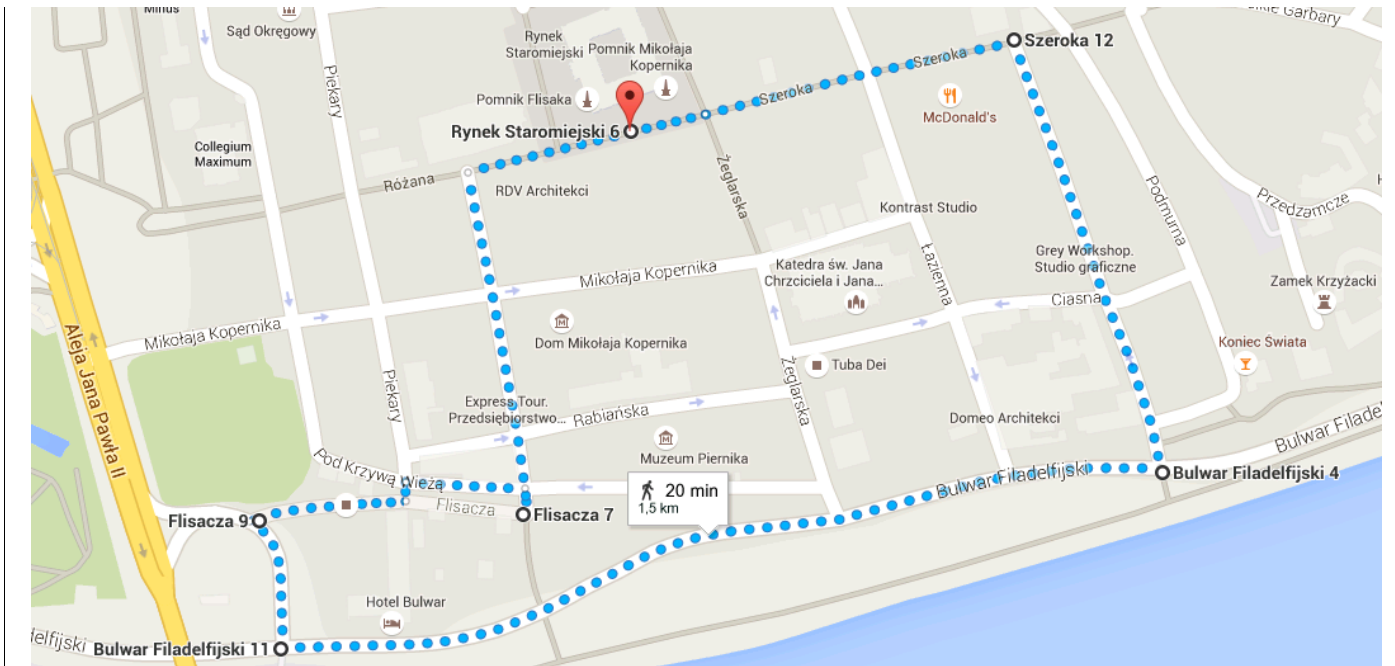 Minus
kie Garbary
Szeroka 12
Sąd Okręgowy
Rynek
Staromiejski
Pomnik Mikołaja
Kopernika
Szeroka
Piekary
Pomnik Flisaka
Szeroka
McDonald's
Rynek Staromiejski 6
Collegium
Maximum
Żeglarska
Różana
RDV Architekci
Podmurna
Przedzamcze
Kontrast Studio
Łazienna
Grey Workshop.
Studio graficzne
Katedra św. Jana
Chrzciciela i Jana...
Mikołaja Kopernika
Zamek Krzyżacki
Ciasna
Mikołaja Kopernika
Dom Mikołaja Kopernika
Koniec Świata
Aleja Jana Pawła II
Tuba Dei
Piekary
Żeglarska
Express Tour.
Przedsiębiorstwo...
Rabiańska
Domeo Architekci
Bulwar Filadelfi
Muzeum Piernika
Pod Krzywą Wieżą
Bulwar Filadelfijski
Bulwar Filadelfijski 4
20 min
1,5 km
Flisacza
Flisacza 9
Flisacza 7
Hotel Bulwar
delfijski
Bulwar Filadelfijski 11